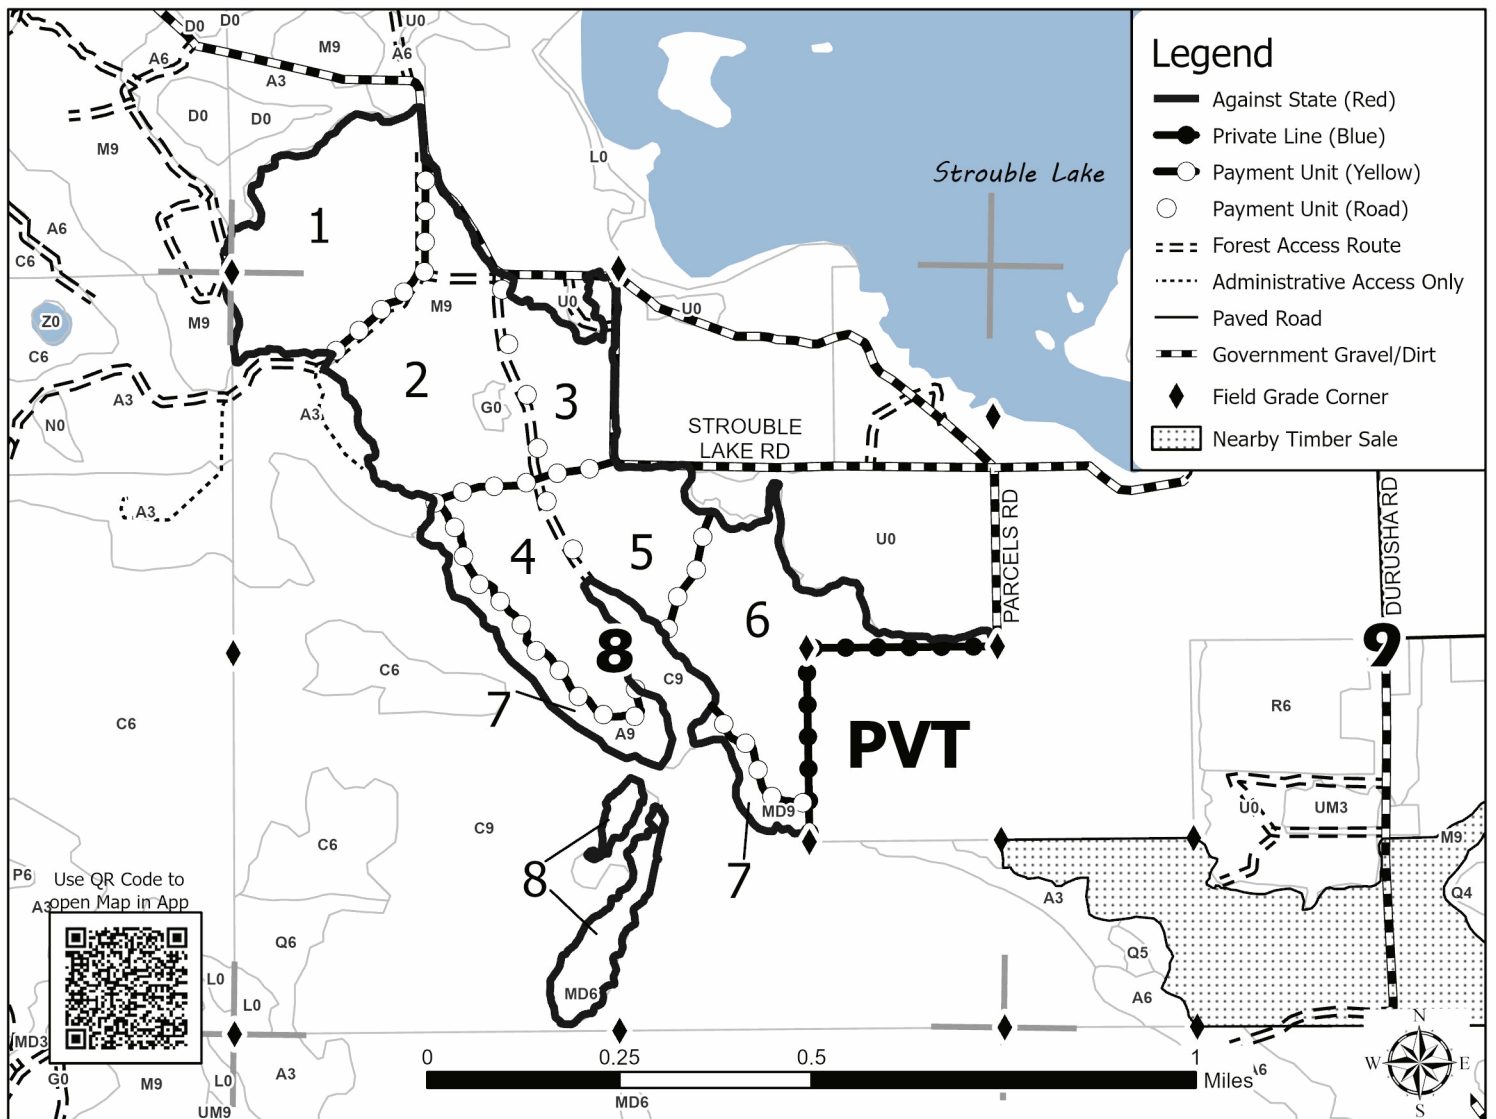 D0
D0
U0
M9
A6
A6
A3
D0
D0
M9
L0
Strouble Lake
Legend
Against State (Red)
Private Line (Blue)
Payment Unit (Yellow)
Payment Unit (Road)
Forest Access Route
Administrative Access Only
Paved Road
Government Gravel/Dirt
Field Grade Corner
Nearby Timber Sale
A6
C6
1
Z0
M9
C6
M9
U0
U0
2
G0
3
A3
A3
N0
STROUBLE
LAKE RD
A3
4
5
6
U0
PARCELS RD
DURUSHA RD
8
9
C6
C9
7
A9
C6
PVT
R6
MD9
U0
UM3
M9
C9
C6
8
7
P6
A3
A3
Q4
Use QR Code to
open Map in App
Q6
Q5
L0
L0
MD6
A6
MD3
G0
M9
L0
A3
UM9
0
0.25
0.5
1
Miles
MD6
A6
N
W
E
S